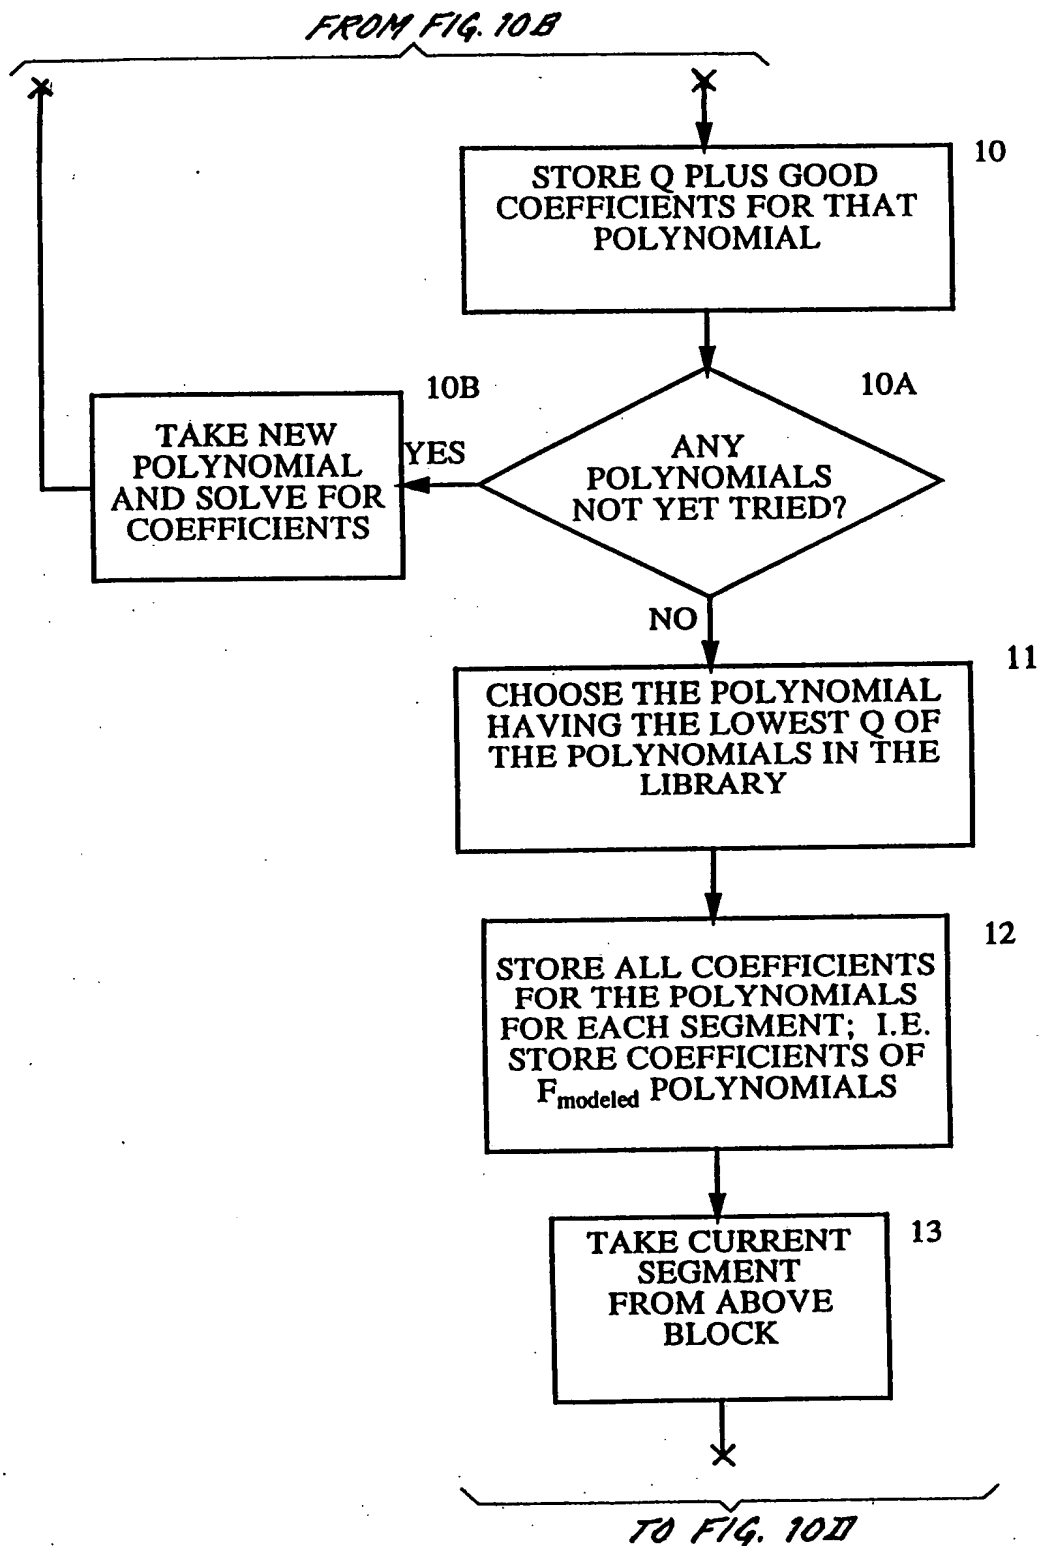 FROM FIG. 10B
10
STORE Q PLUS GOOD
COEFFICIENTS FOR THAT
POLYNOMIAL
10A
ANY
POLYNOMIALS
NOT YET TRIED?
YES
10B
TAKE NEW
POLYNOMIAL
AND SOLVE FOR
COEFFICIENTS
NO
11
CHOOSE THE POLYNOMIAL
HAVING THE LOWEST Q OF
THE POLYNOMIALS IN THE
LIBRARY
12
STORE ALL COEFFICIENTS
FOR THE POLYNOMIALS
FOR EACH SEGMENT; I.E.
STORE COEFFICIENTS OF
Fmodeled POLYNOMIALS
13
TAKE CURRENT
SEGMENT
FROM ABOVE
BLOCK
TO FIG. 10D